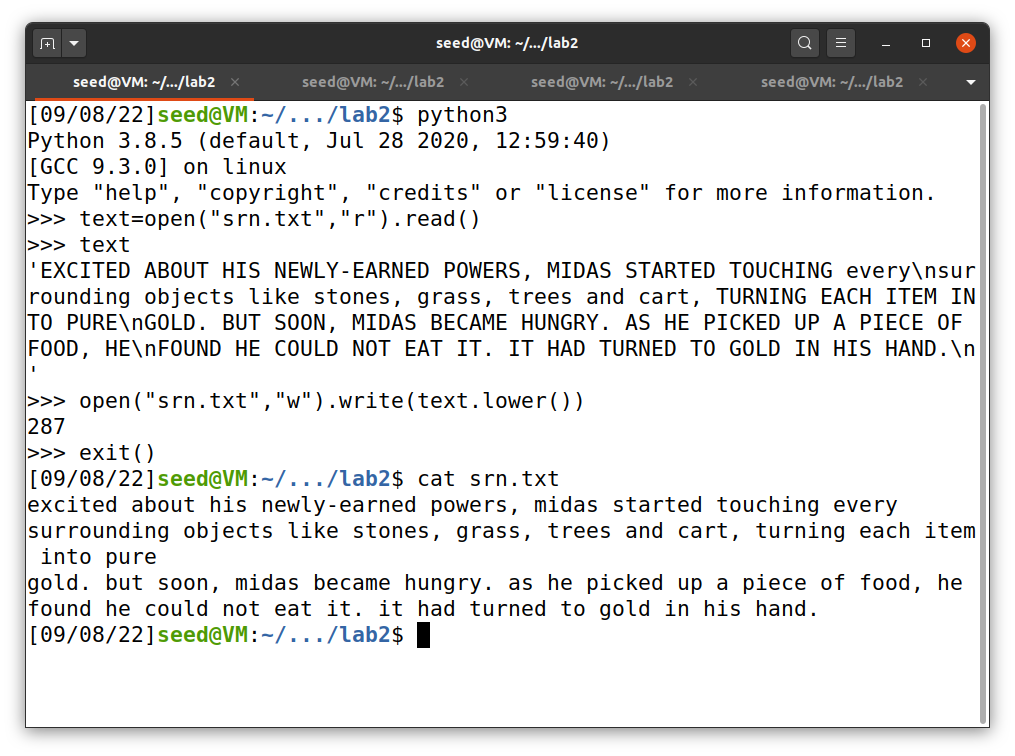 seed@VM: ~/.../lab2
seed@VM: ~/.../lab2 × seed@VM: ~/.../lab2 × seed@VM: ~/.../lab2 × seed@VM: ~/.../lab2 ×
[09/08/22]seed@VM:~/.../lab2$ python3
Python 3.8.5 (default, Jul 28 2020, 12:59:40)
[GCC 9.3.0] on linux
Type "help", "copyright", "credits" or "license" for more information.
>>> text=open("srn.txt","r").read()
>>> text
'EXCITED ABOUT HIS NEWLY-EARNED POWERS, MIDAS STARTED TOUCHING every\nsur
rounding objects like stones, grass, trees and cart, TURNING EACH ITEM IN
TO PURE\nGOLD. BUT SOON, MIDAS BECAME HUNGRY. AS HE PICKED UP A PIECE OF
FOOD, HE\nFOUND HE COULD NOT EAT IT. IT HAD TURNED TO GOLD IN HIS HAND.\n
'
>>> open("srn.txt","w").write(text.lower())
287
>>> exit()
[09/08/22]seed@VM:~/.../lab2$ cat srn.txt
excited about his newly-earned powers, midas started touching every
surrounding objects like stones, grass, trees and cart, turning each item
 into pure
gold. but soon, midas became hungry. as he picked up a piece of food, he
found he could not eat it. it had turned to gold in his hand.
[09/08/22]seed@VM:~/.../lab2$